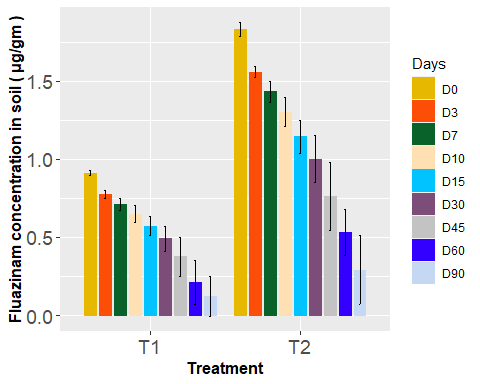 Fluazinam concentration in soil ( µg/gm )
1.5
1.0
0.5
0.0
T1
T2
Treatment
Days
D0
D3
D7
D10
D15
D30
D45
D60
D90